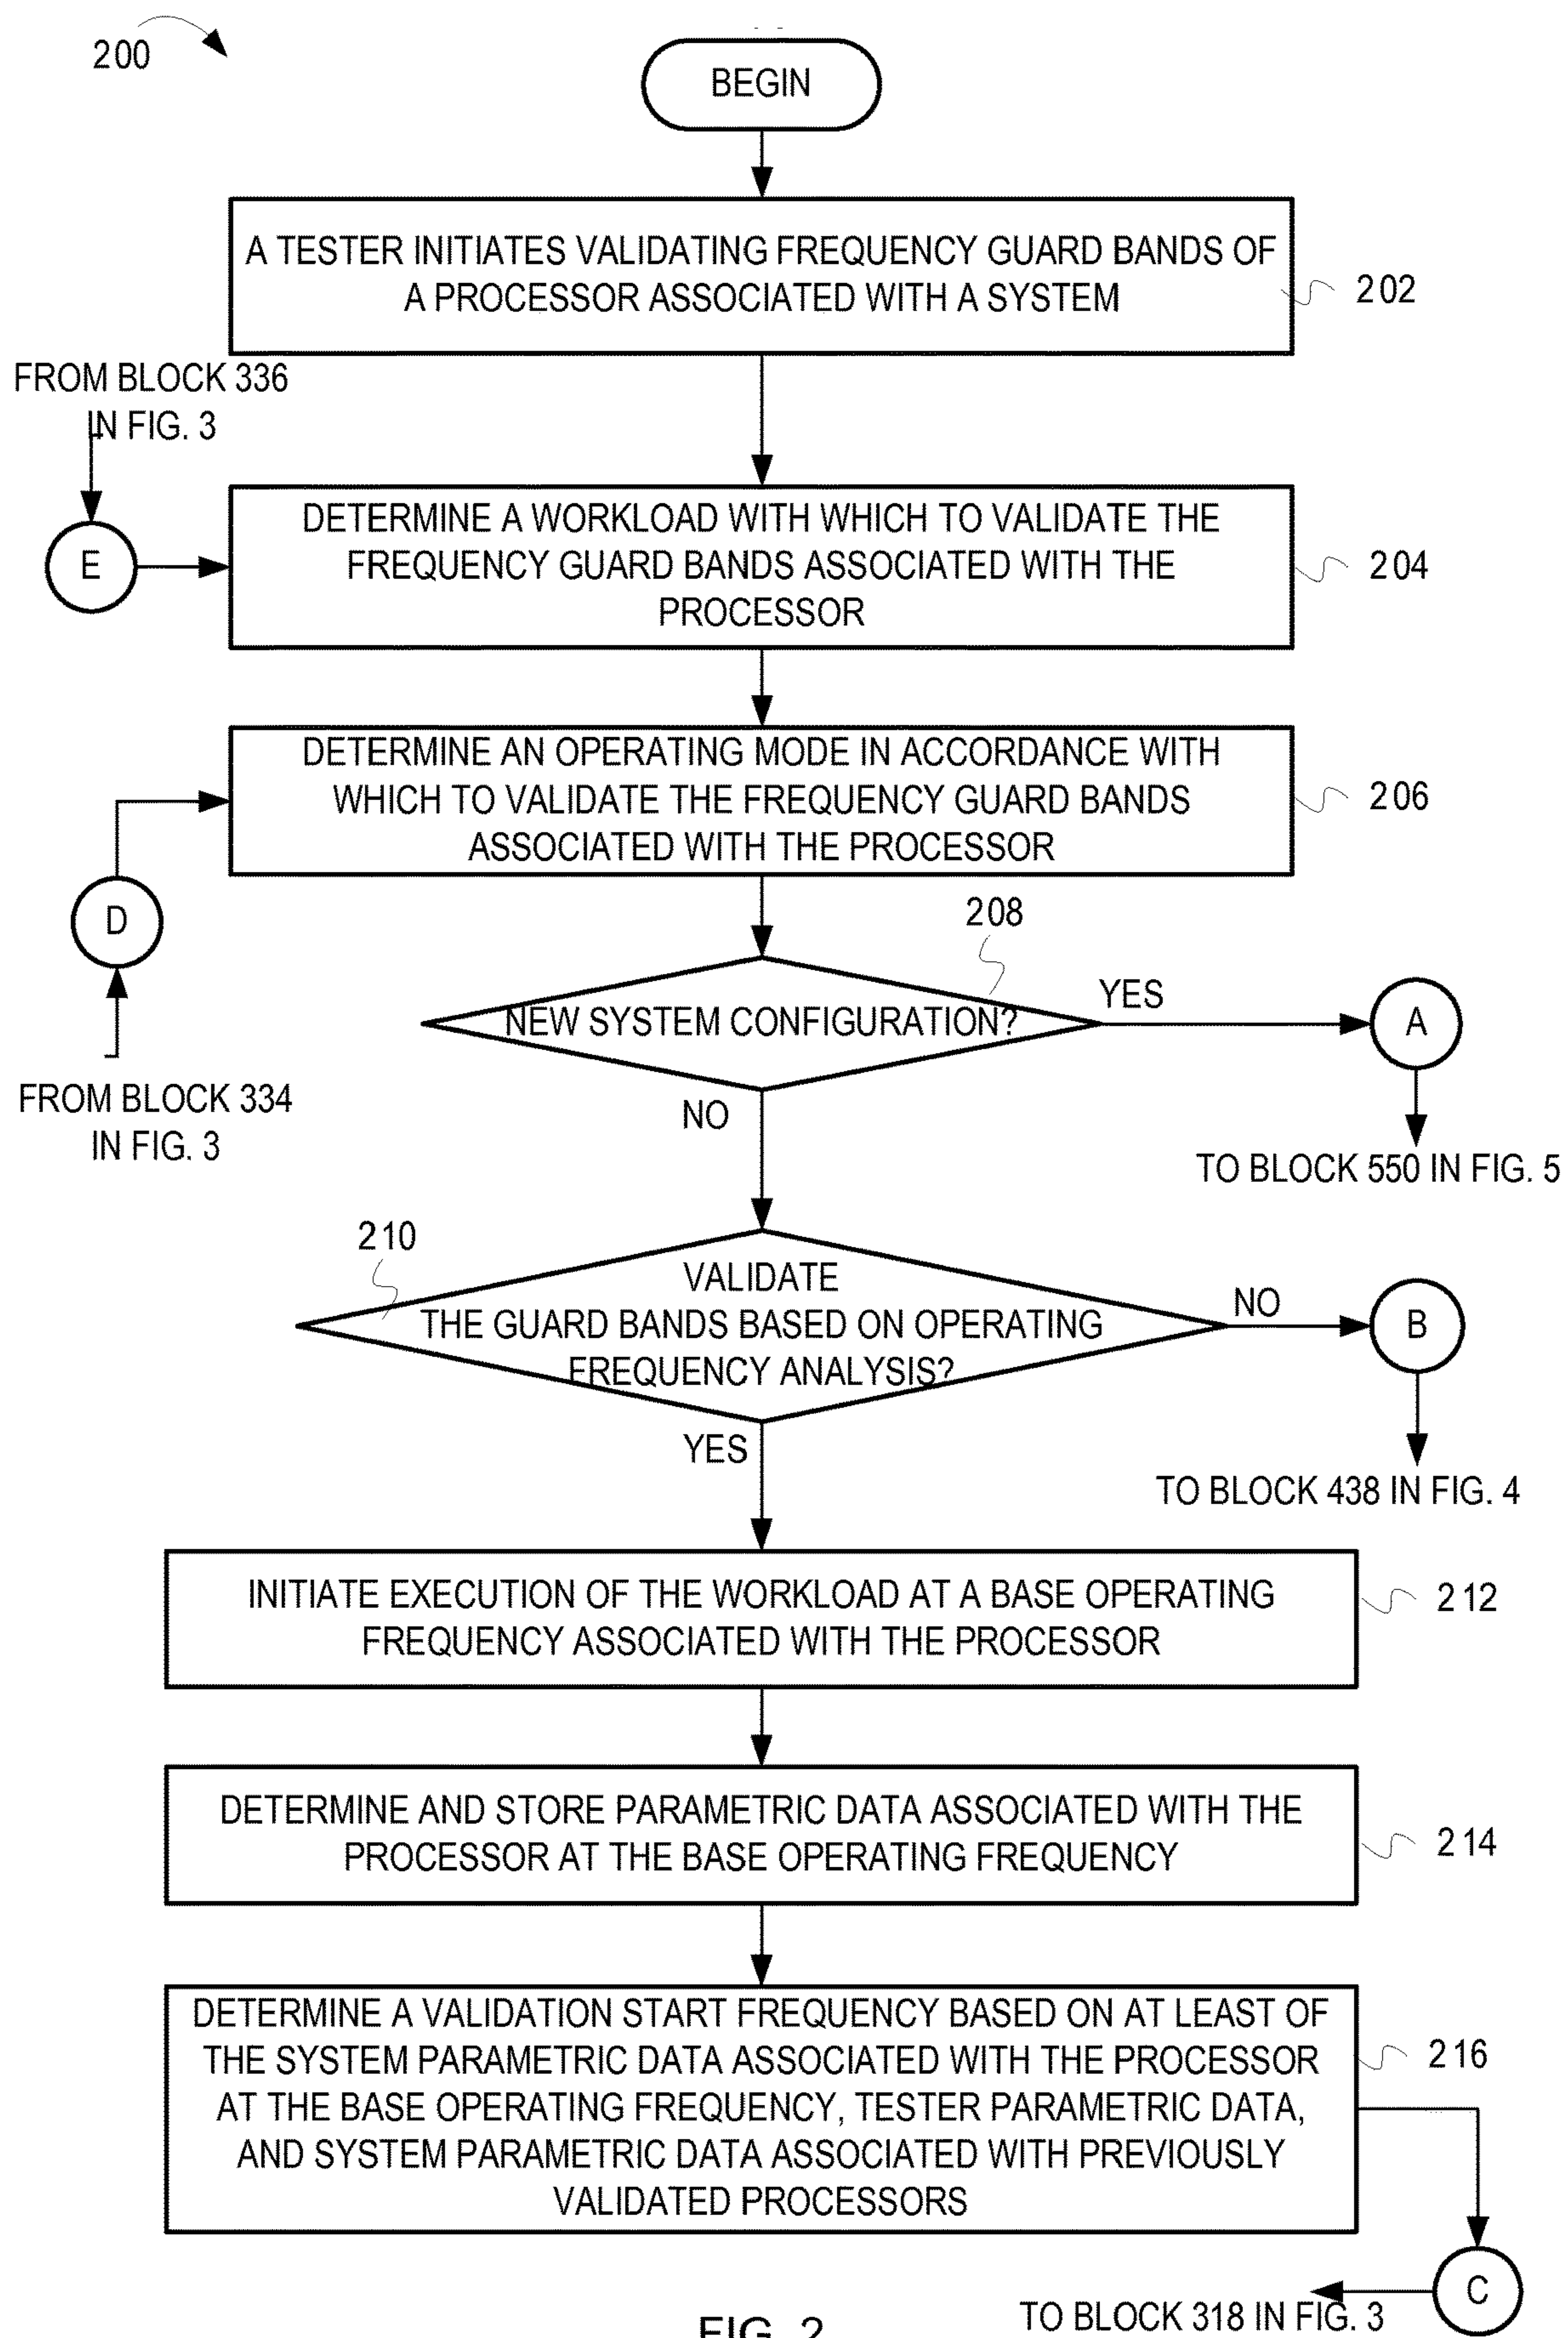 200
BEGIN
A TESTER INITIATES VALIDATING FREQUENCY GUARD BANDS OF
A PROCESSOR ASSOCIATED WITH A SYSTEM
202
FROM BLOCK 336
IN FIG. 3
E
DETERMINE A WORKLOAD WITH WHICH TO VALIDATE THE
FREQUENCY GUARD BANDS ASSOCIATED WITH THE
PROCESSOR
204
DETERMINE AN OPERATING MODE IN ACCORDANCE WITH
WHICH TO VALIDATE THE FREQUENCY GUARD BANDS
ASSOCIATED WITH THE PROCESSOR
206
D
FROM BLOCK 334
IN FIG. 3
208
NEW SYSTEM CONFIGURATION?
YES
A
TO BLOCK 550 IN FIG. 5
NO
210
VALIDATE
THE GUARD BANDS BASED ON OPERATING
FREQUENCY ANALYSIS?
NO
B
TO BLOCK 438 IN FIG. 4
YES
INITIATE EXECUTION OF THE WORKLOAD AT A BASE OPERATING
FREQUENCY ASSOCIATED WITH THE PROCESSOR
212
DETERMINE AND STORE PARAMETRIC DATA ASSOCIATED WITH THE
PROCESSOR AT THE BASE OPERATING FREQUENCY
214
DETERMINE A VALIDATION START FREQUENCY BASED ON AT LEAST OF
THE SYSTEM PARAMETRIC DATA ASSOCIATED WITH THE PROCESSOR
AT THE BASE OPERATING FREQUENCY, TESTER PARAMETRIC DATA,
AND SYSTEM PARAMETRIC DATA ASSOCIATED WITH PREVIOUSLY
VALIDATED PROCESSORS
216
C
TO BLOCK 318 IN FIG. 3
FIG. 2